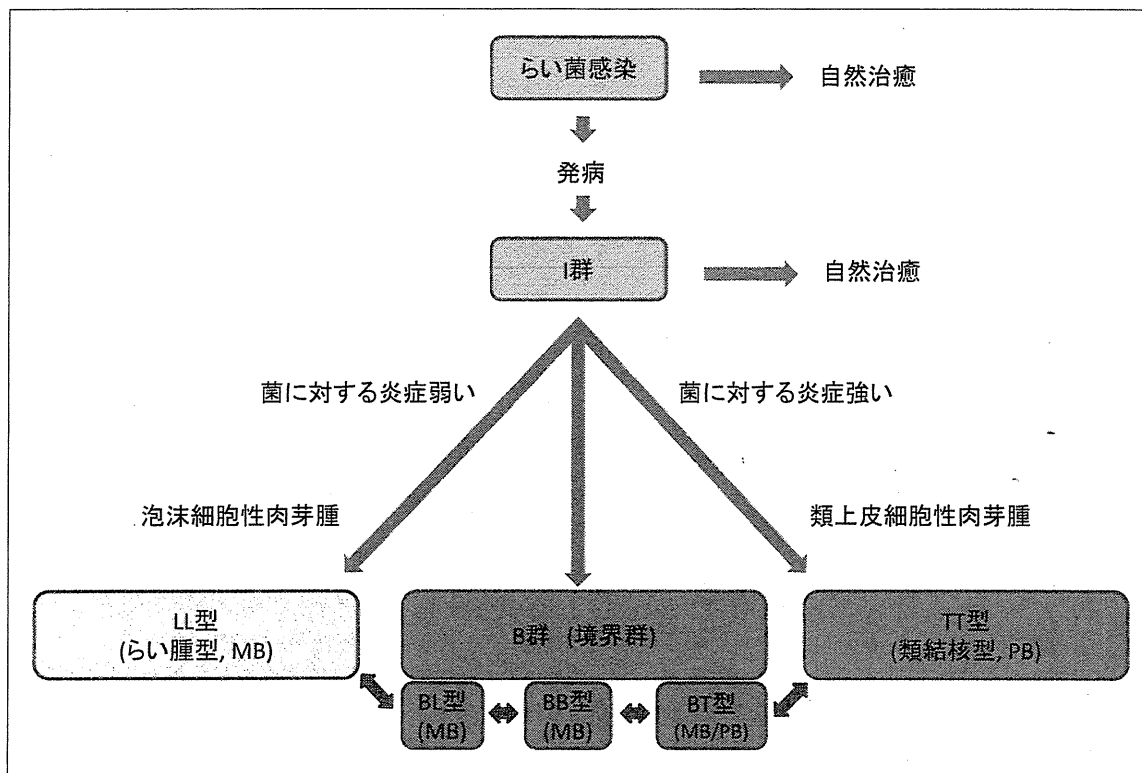 らい菌感染
自然治癒
発病
I群
自然治癒
菌に対する炎症弱い
菌に対する炎症強い
泡沫細胞性肉芽腫
類上皮細胞性肉芽腫
LL型
(らい腫型, MB)
B群 (境界群)
TT型
(類結核型, PB)
BL型
(MB)
BB型
(MB)
BT型
(MB/PB)